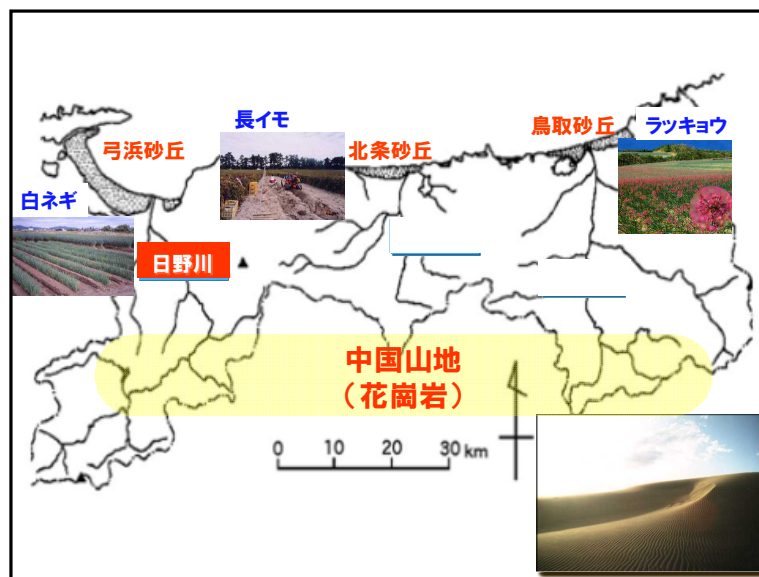 長イモ
鳥取砂丘
ラッキョウ
弓浜砂丘
北条砂丘
白ネギ
日野川
中国山地
（花崗岩）
0 10 20 30 km